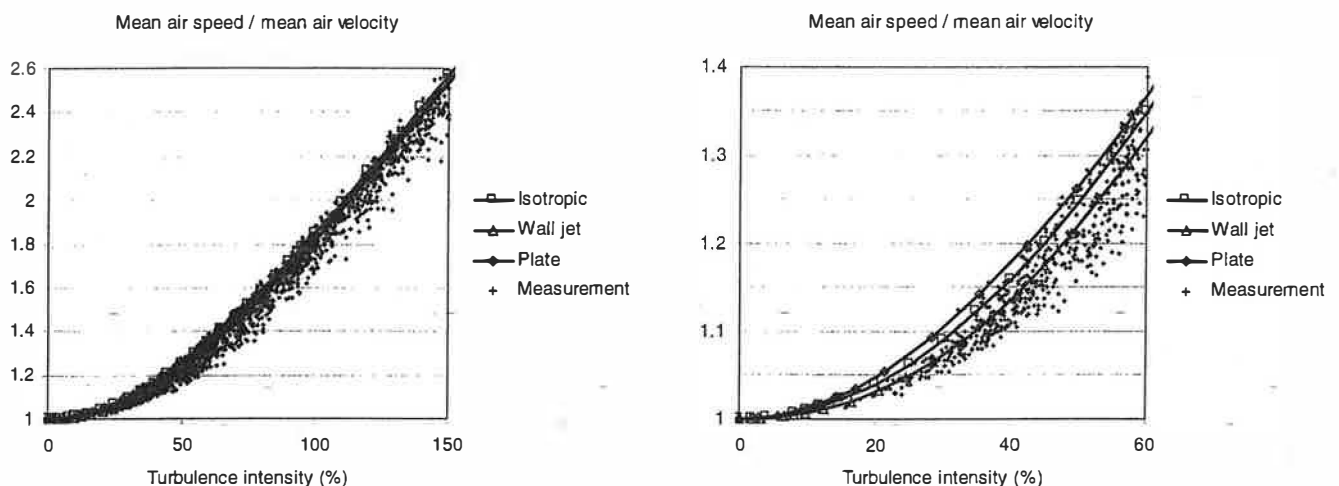 Mean air speed / mean air velocity
2.6
2.4
2.2
2
1.8
1.6
1.4
1.2
1
0
50
100
150
Turbulence intensity (%)
Isotropic
Wall jet
Plate
Measurement
Mean air speed / mean air velocity
1.4
1.3
1.2
1.1
1
0
20
40
60
Turbulence intensity (%)
Isotropic
Wall jet
Plate
Measurement